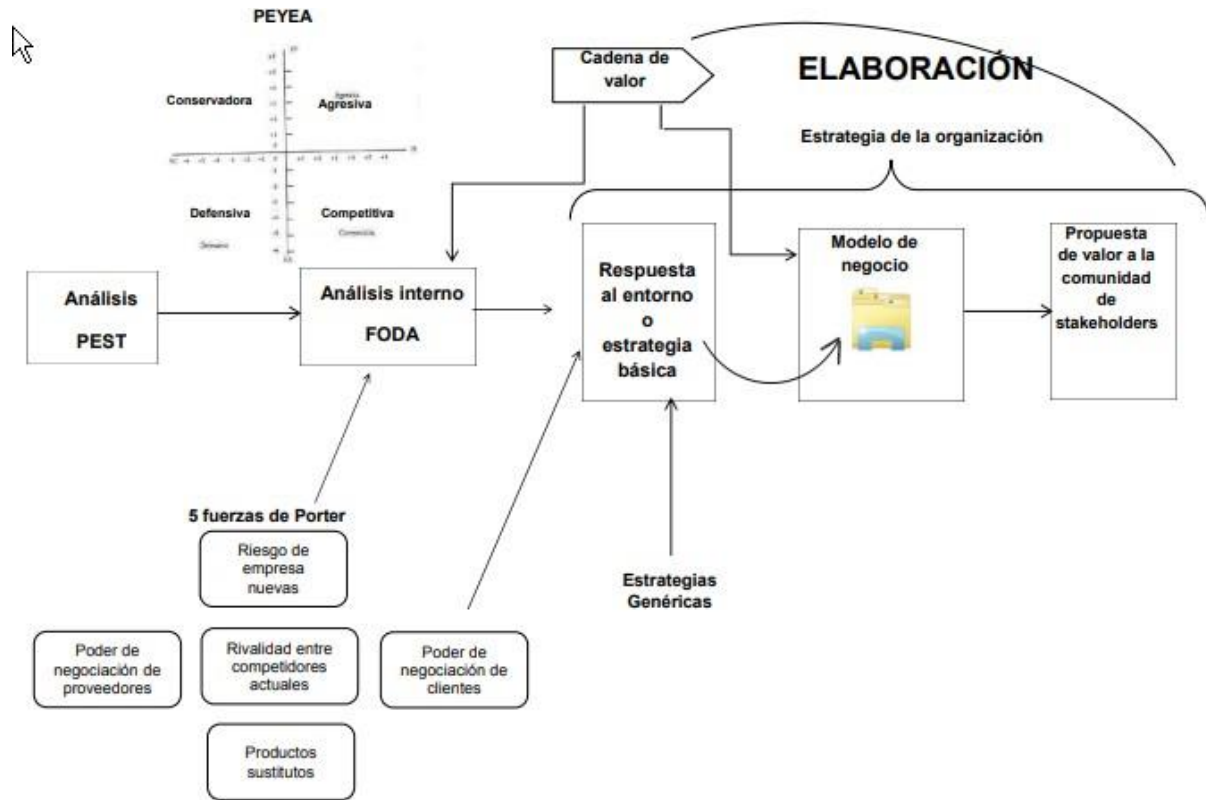 PEYEA
Conservadora
Agresiva
Defensiva
Competitiva
Cadena de
valor
ELABORACIÓN
Estrategia de la organización
Análisis
PEST
Análisis interno
FODA
Respuesta
al entorno
o
estrategia
básica
Modelo de
negocio
Propuesta
de valor a la
comunidad
de
stakeholders
5 fuerzas de Porter
Riesgo de
empresa
nuevas
Poder de
negociación de
proveedores
Rivalidad entre
competidores
actuales
Poder de
negociación de
clientes
Productos
sustitutos
Estrategias
Genéricas